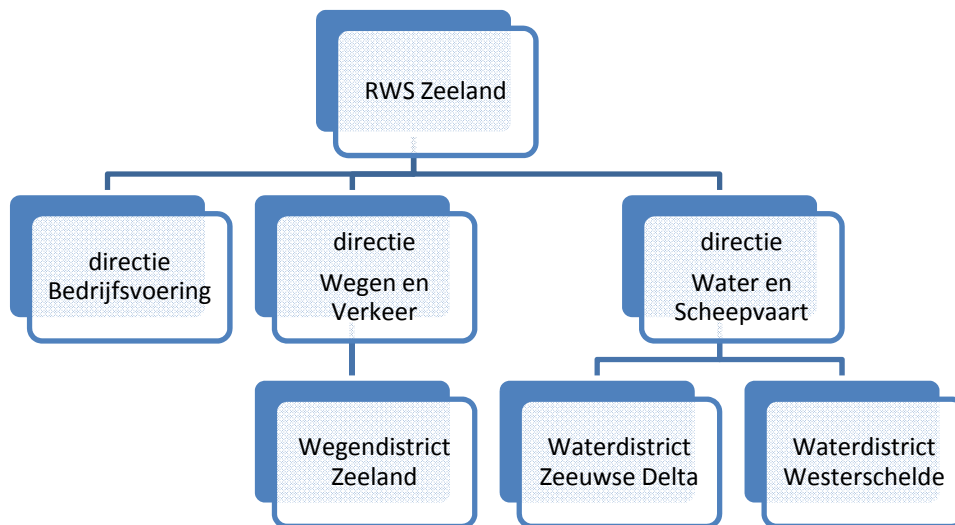 RWS Zeeland
directie
Bedrijfsvoering
directie
Wegen en
Verkeer
directie
Water en
Scheepvaart
Wegendistrict
Zeeland
Waterdistrict
Zeeuwse Delta
Waterdistrict
Westerschelde